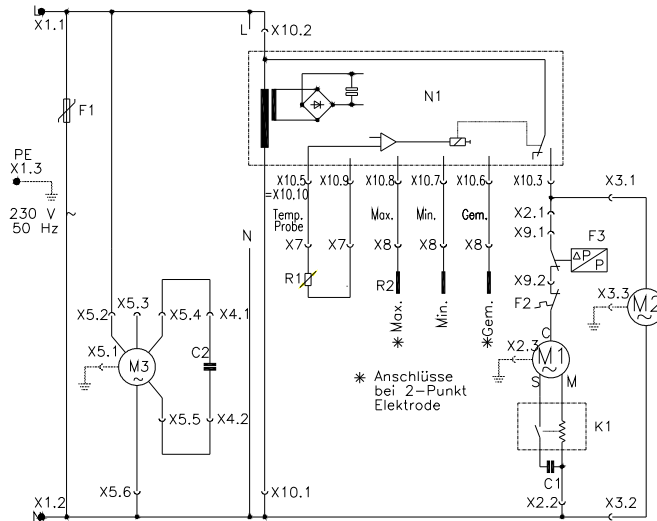 L
X1.1
L
X10.2
F1
N1
PE
X1.3
230 V
50 Hz
~
X10.5
=X10.10
X10.9
X10.8
X10.7
X10.6
X10.3
X3.1
Temp.
Probe
Max.
Min.
Gem.
X2.1
X9.1
F3
ΔP
P
N
X7
X7
X8
X8
X8
R1
R2
X9.2
F2
X3.3
M2
~
X5.2
X5.3
X5.4
X4.1
Max.
*
Min.
Gem.
*
C
X5.1
C2
M3
~
X2.3
M1
~
S
M
* Anschlüsse
bei 2-Punkt
Elektrode
X5.5
X4.2
K1
C1
X5.6
X10.1
X2.2
X3.2
X1.2
N